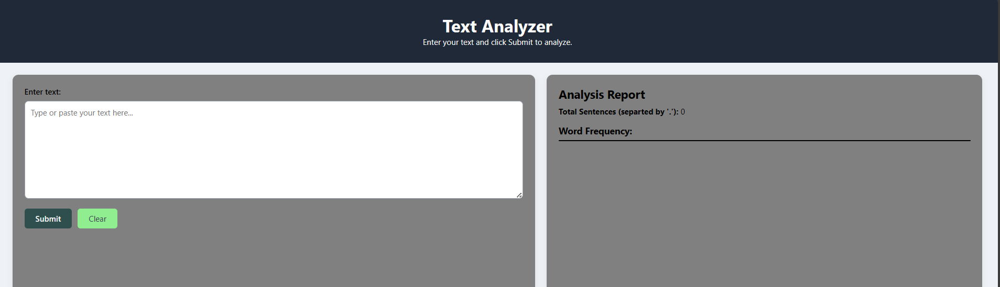 Text Analyzer
Enter your text and click Submit to analyze.
Enter text:
Type or paste your text here...
Submit
Clear
Analysis Report
Total Sentences (separted by '.'): 0
Word Frequency: